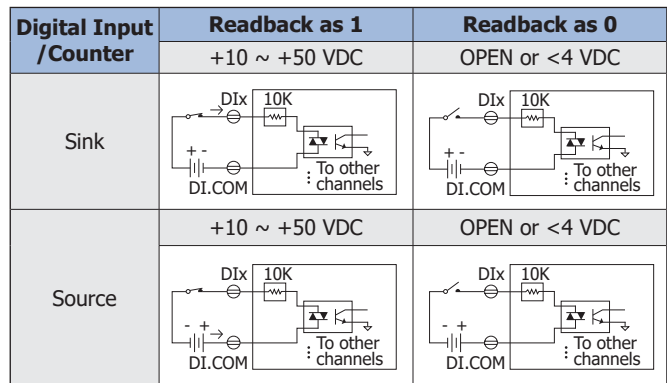 Digital Input
/Counter
Readback as 1
Readback as 0
+10 ~ +50 VDC
OPEN or <4 VDC
Sink
DIx
10K
+ -
DI.COM
To other
channels
DIx
10K
+ -
DI.COM
To other
channels
+10 ~ +50 VDC
OPEN or <4 VDC
Source
DIx
10K
- +
DI.COM
To other
channels
DIx
10K
- +
DI.COM
To other
channels